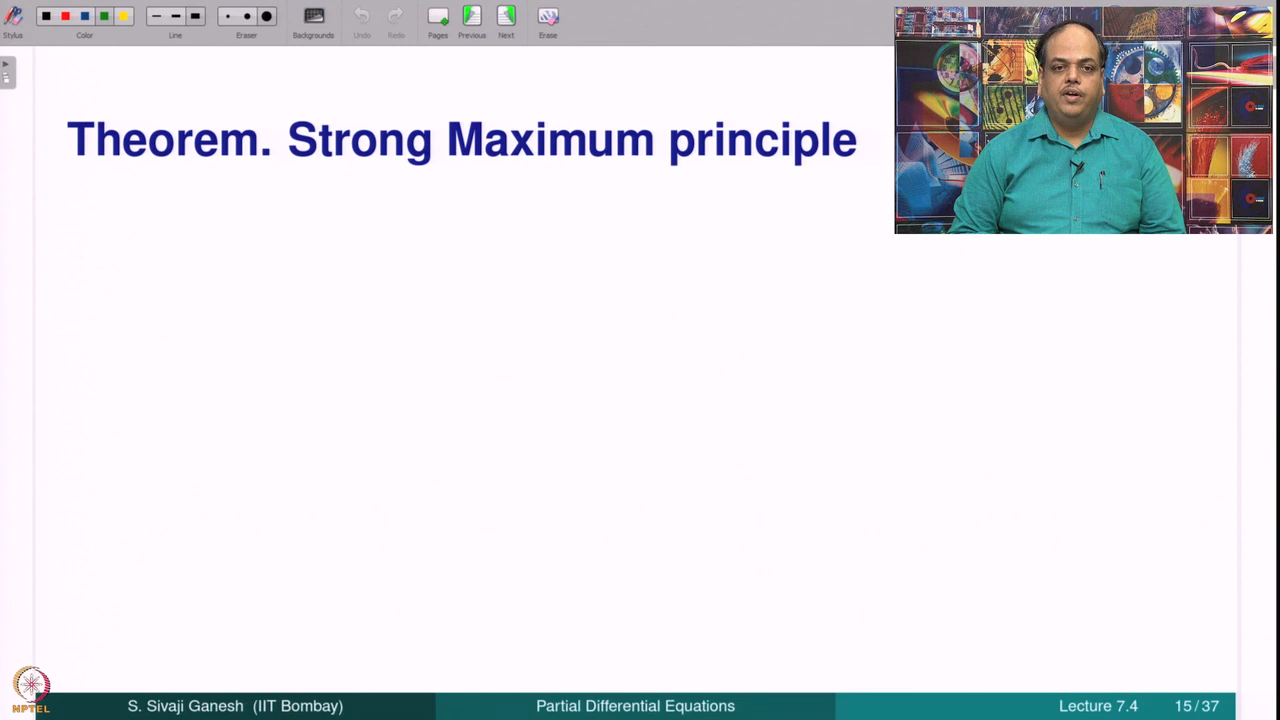 Stylus Color Line Eraser Backgrounds Undo Redo Pages Previous Next Erase
Theorem. Strong Maximum principle
NPTEL
S. Sivaji Ganesh (IIT Bombay) Partial Differential Equations Lecture 7.4 15/37